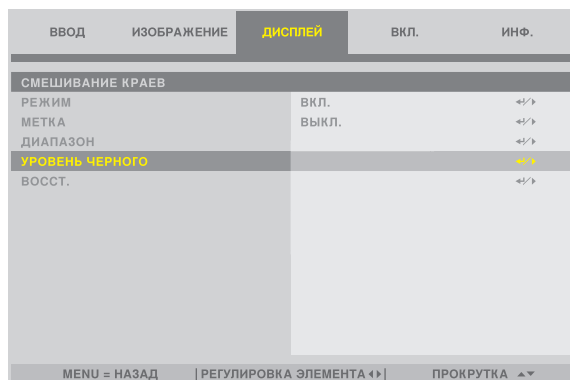 ВВОД ИЗОБРАЖЕНИЕ ДИСПЛЕЙ ВКЛ. ИНФ.
СМЕШИВАНИЕ КРАЕВ
РЕЖИМ ВКЛ.
МЕТКА ВЫКЛ.
ДИАПАЗОН
УРОВЕНЬ ЧЕРНОГО
ВОССТ.
MENU = НАЗАД |РЕГУЛИРОВКА ЭЛЕМЕНТА ◂▸| ПРОКРУТКА ▲▼